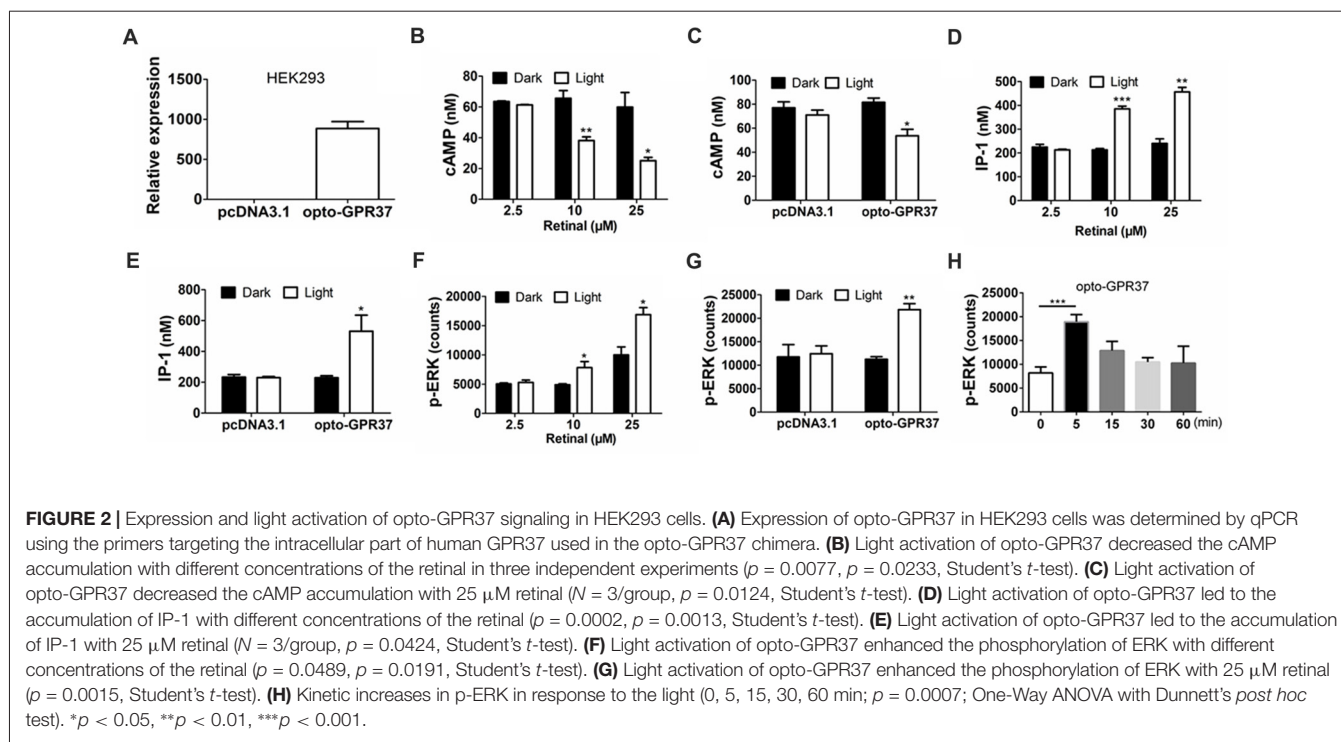 A
HEK293
Relative expression
1500
1000
500
0
pcDNA3.1 opto-GPR37
B
Dark Light
cAMP (nM)
80
60
40
20
0
** *
2.5 10 25
Retinal (µM)
C
Dark Light
cAMP (nM)
100
80
60
40
20
0
*
pcDNA3.1 opto-GPR37
D
Dark Light
IP-1 (nM)
500
400
300
200
100
0
*** **
2.5 10 25
Retinal (µM)
E
Dark Light
IP-1 (nM)
900
600
300
0
*
pcDNA3.1 opto-GPR37
F
Dark Light
p-ERK (counts)
20000
15000
10000
5000
0
* *
2.5 10 25
Retinal (µM)
G
Dark Light
p-ERK (counts)
25000
20000
15000
10000
5000
0
**
pcDNA3.1 opto-GPR37
H
opto-GPR37
p-ERK (counts)
25000
20000
15000
10000
5000
0
***
0 5 15 30 60 (min)
FIGURE 2 | Expression and light activation of opto-GPR37 signaling in HEK293 cells. (A) Expression of opto-GPR37 in HEK293 cells was determined by qPCR
using the primers targeting the intracellular part of human GPR37 used in the opto-GPR37 chimera. (B) Light activation of opto-GPR37 decreased the cAMP
accumulation with different concentrations of the retinal in three independent experiments (p = 0.0077, p = 0.0233, Student's t-test). (C) Light activation of
opto-GPR37 decreased the cAMP accumulation with 25 µM retinal (N = 3/group, p = 0.0124, Student's t-test). (D) Light activation of opto-GPR37 led to the
accumulation of IP-1 with different concentrations of the retinal (p = 0.0002, p = 0.0013, Student's t-test). (E) Light activation of opto-GPR37 led to the accumulation
of IP-1 with 25 µM retinal (N = 3/group, p = 0.0424, Student's t-test). (F) Light activation of opto-GPR37 enhanced the phosphorylation of ERK with different
concentrations of the retinal (p = 0.0489, p = 0.0191, Student's t-test). (G) Light activation of opto-GPR37 enhanced the phosphorylation of ERK with 25 µM retinal
(p = 0.0015, Student's t-test). (H) Kinetic increases in p-ERK in response to the light (0, 5, 15, 30, 60 min; p = 0.0007; One-Way ANOVA with Dunnett's post hoc
test). *p < 0.05, **p < 0.01, ***p < 0.001.